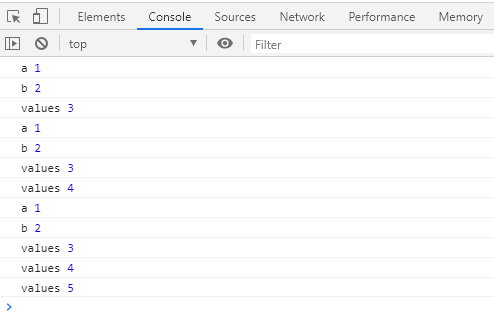 Elements Console Sources Network Performance Memory
top Filter
a 1
b 2
values 3
a 1
b 2
values 3
values 4
a 1
b 2
values 3
values 4
values 5